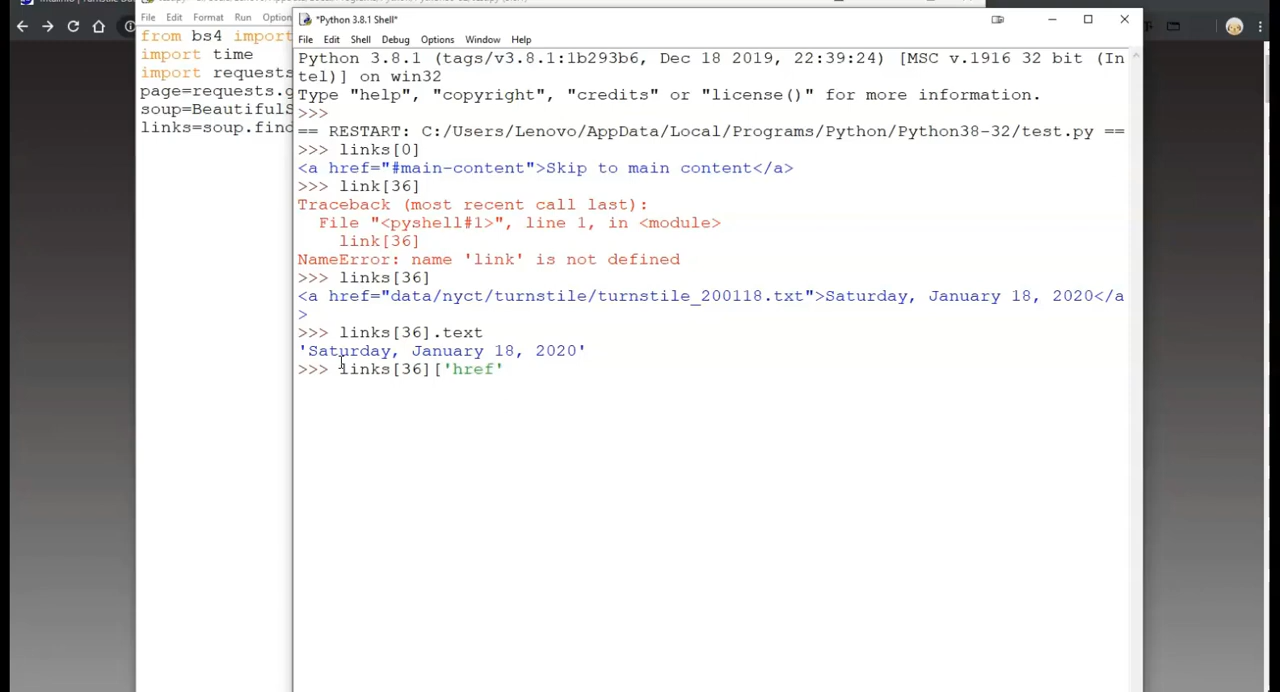 File Edit Format Run Option
from bs4 import
import time
import requests
page=requests.g
soup=BeautifulS
links=soup.find
*Python 3.8.1 Shell*
File Edit Shell Debug Options Window Help
Python 3.8.1 (tags/v3.8.1:1b293b6, Dec 18 2019, 22:39:24) [MSC v.1916 32 bit (In
tel)] on win32
Type "help", "copyright", "credits" or "license()" for more information.
>>>
== RESTART: C:/Users/Lenovo/AppData/Local/Programs/Python/Python38-32/test.py ==
>>> links[0]
<a href="#main-content">Skip to main content</a>
>>> link[36]
Traceback (most recent call last):
File "<pyshell#1>", line 1, in <module>
link[36]
NameError: name 'link' is not defined
>>> links[36]
<a href="data/nyct/turnstile/turnstile_200118.txt">Saturday, January 18, 2020</a
>
>>> links[36].text
'Saturday, January 18, 2020'
>>> links[36]['href'